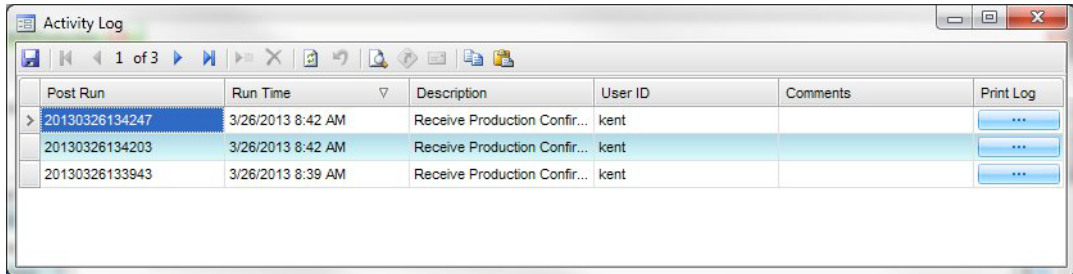 Activity Log
1 of 3
Post Run Run Time Description User ID Comments Print Log
20130326134247 3/26/2013 8:42 AM Receive Production Confir... kent ...
20130326134203 3/26/2013 8:42 AM Receive Production Confir... kent ...
20130326133943 3/26/2013 8:39 AM Receive Production Confir... kent ...